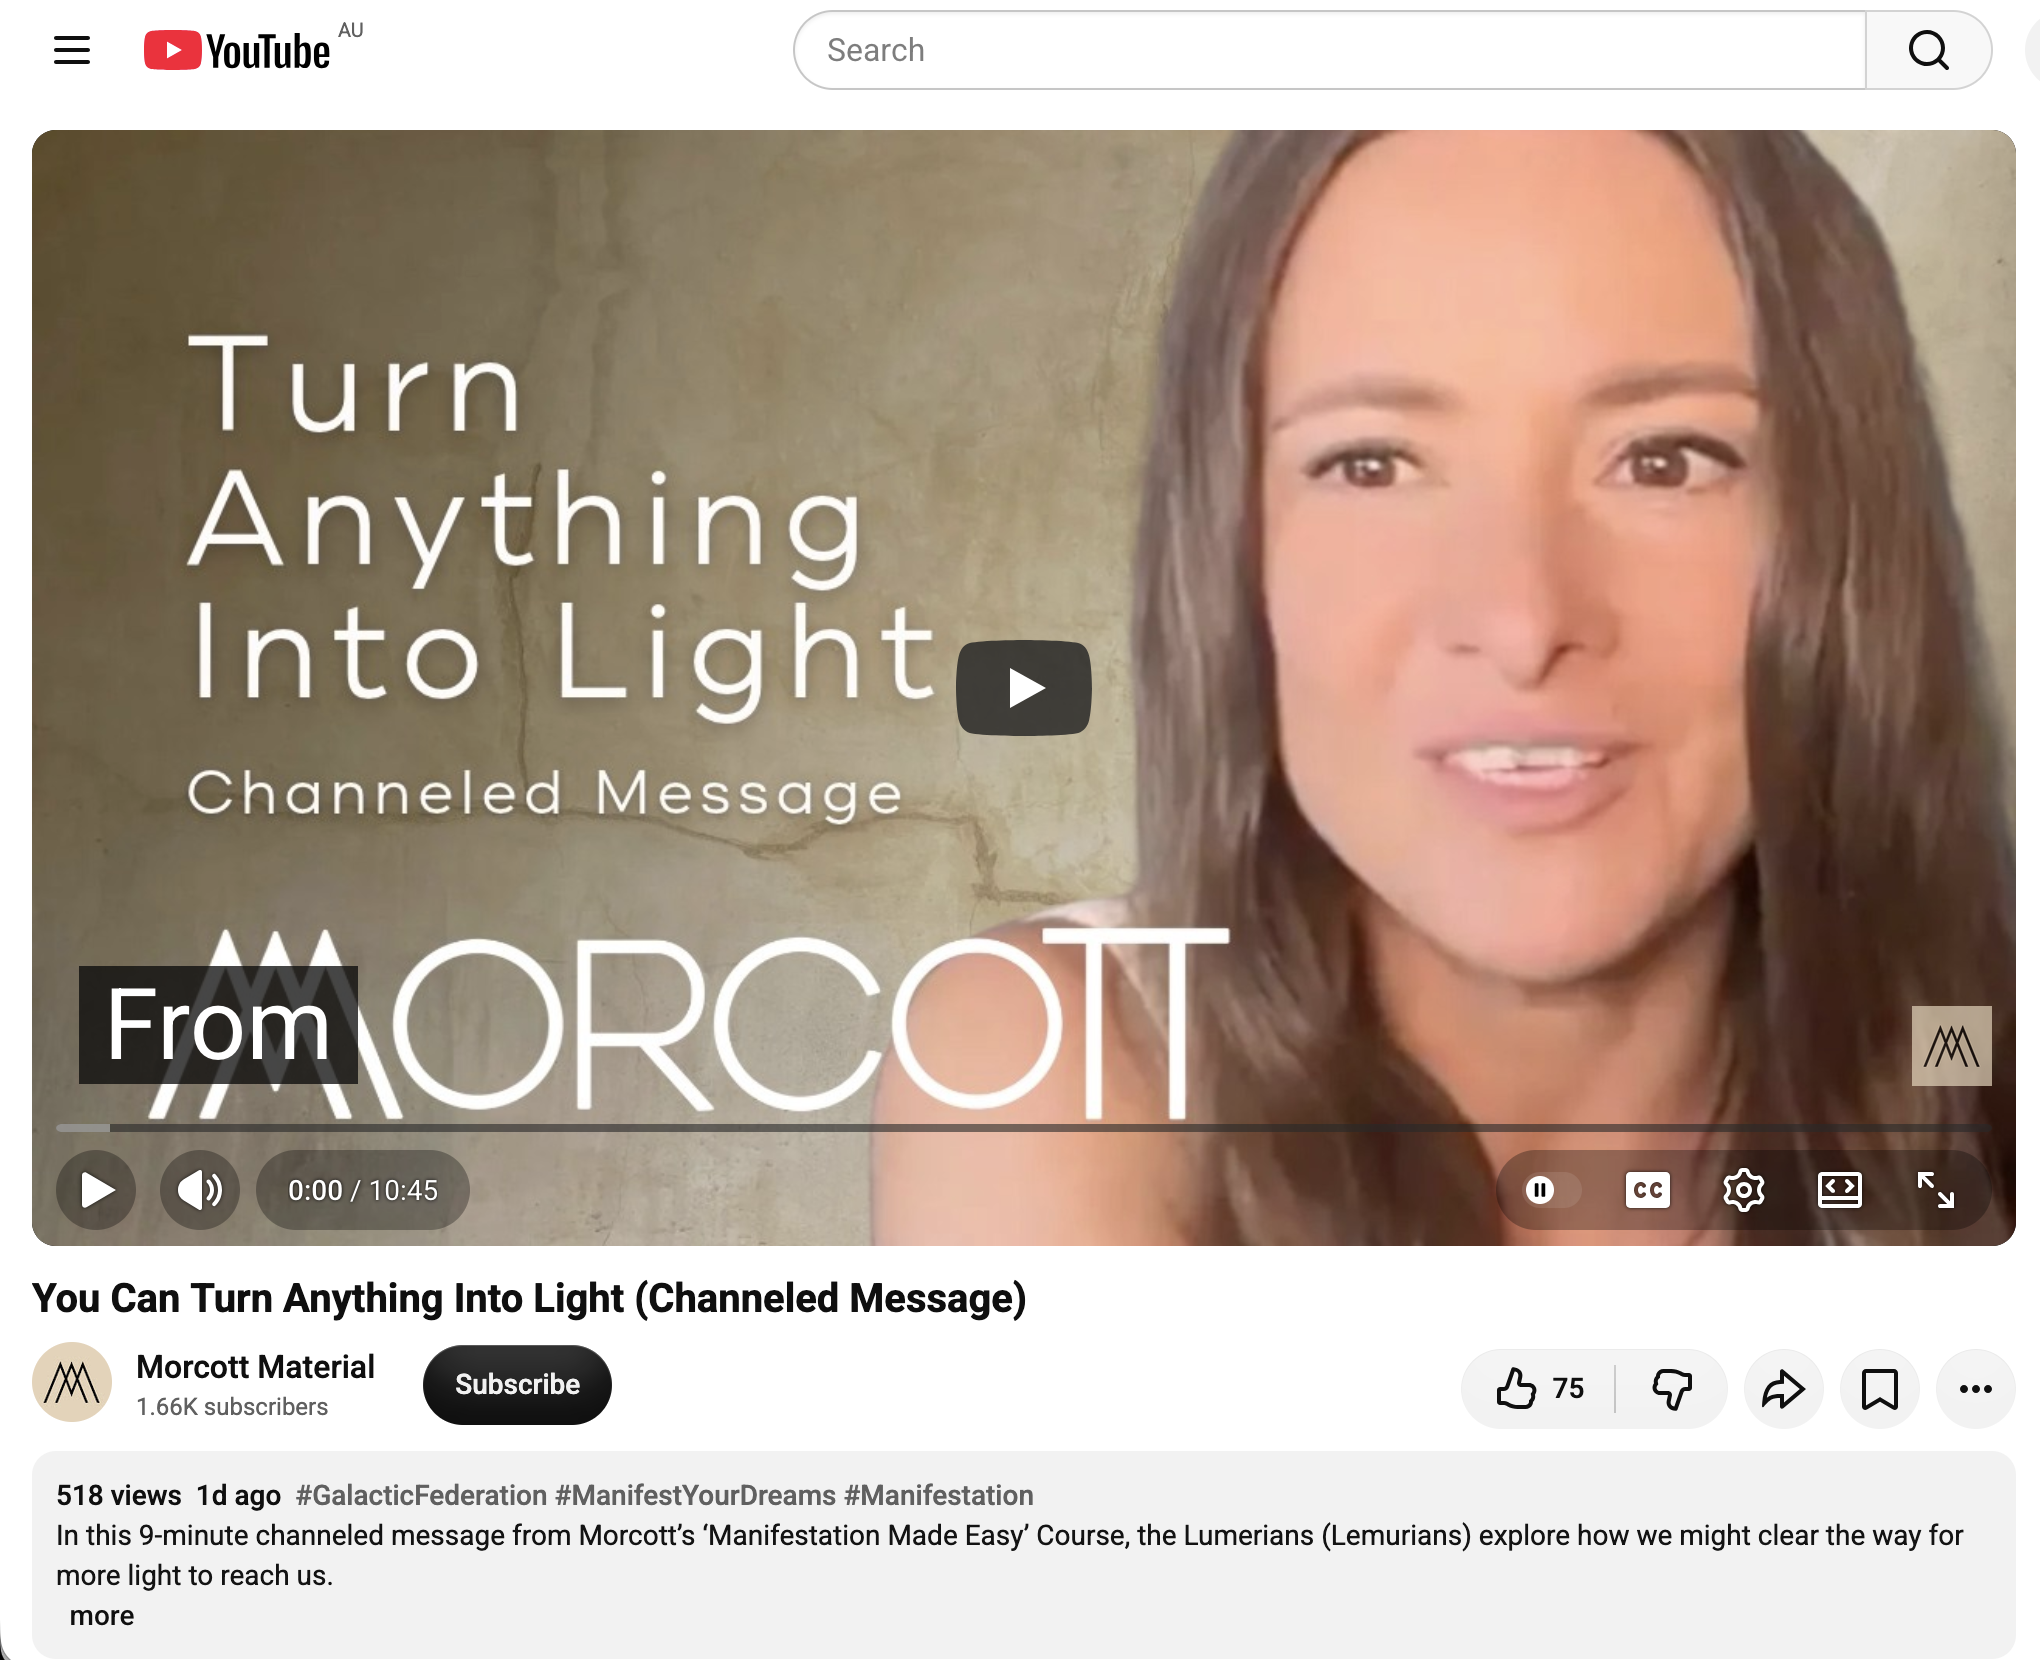 YouTube AU
Search
Turn
Anything
Into Light
Channeled Message
MORCOTT
From
0:00 / 10:45
CC
You Can Turn Anything Into Light (Channeled Message)
Morcott Material
1.66K subscribers
Subscribe
75
518 views 1d ago #GalacticFederation #ManifestYourDreams #Manifestation
In this 9-minute channeled message from Morcott’s ‘Manifestation Made Easy’ Course, the Lumerians (Lemurians) explore how we might clear the way for
more light to reach us.
more